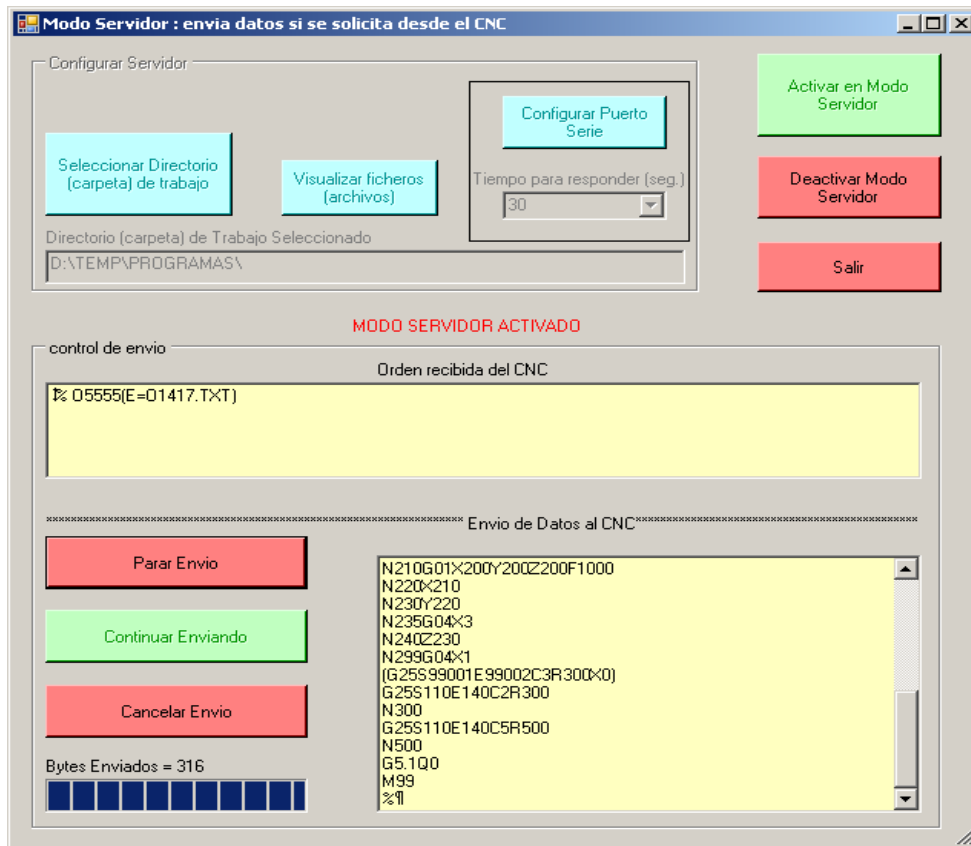 Modo Servidor : envia datos si se solicita desde el CNC
Configurar Servidor
Seleccionar Directorio
(carpeta) de trabajo
Visualizar ficheros
(archivos)
Configurar Puerto
Serie
Tiempo para responder (seg.)
30
Directorio (carpeta) de Trabajo Seleccionado
D:\TEMP\PROGRAMAS\
Activar en Modo
Servidor
Deactivar Modo
Servidor
Salir
MODO SERVIDOR ACTIVADO
control de envio
Orden recibida del CNC
% O5555(E=O1417.TXT)
Envio de Datos al CNC
Parar Envio
Continuar Enviando
Cancelar Envio
Bytes Enviados = 316
N210G01X200Y200Z200F1000
N220X210
N230Y220
N235G04X3
N240Z230
N299G04X1
(G25S99001E99002C3R300X0)
G25S110E140C2R300
N300
G25S110E140C5R500
N500
G5.1Q0
M99
%¶